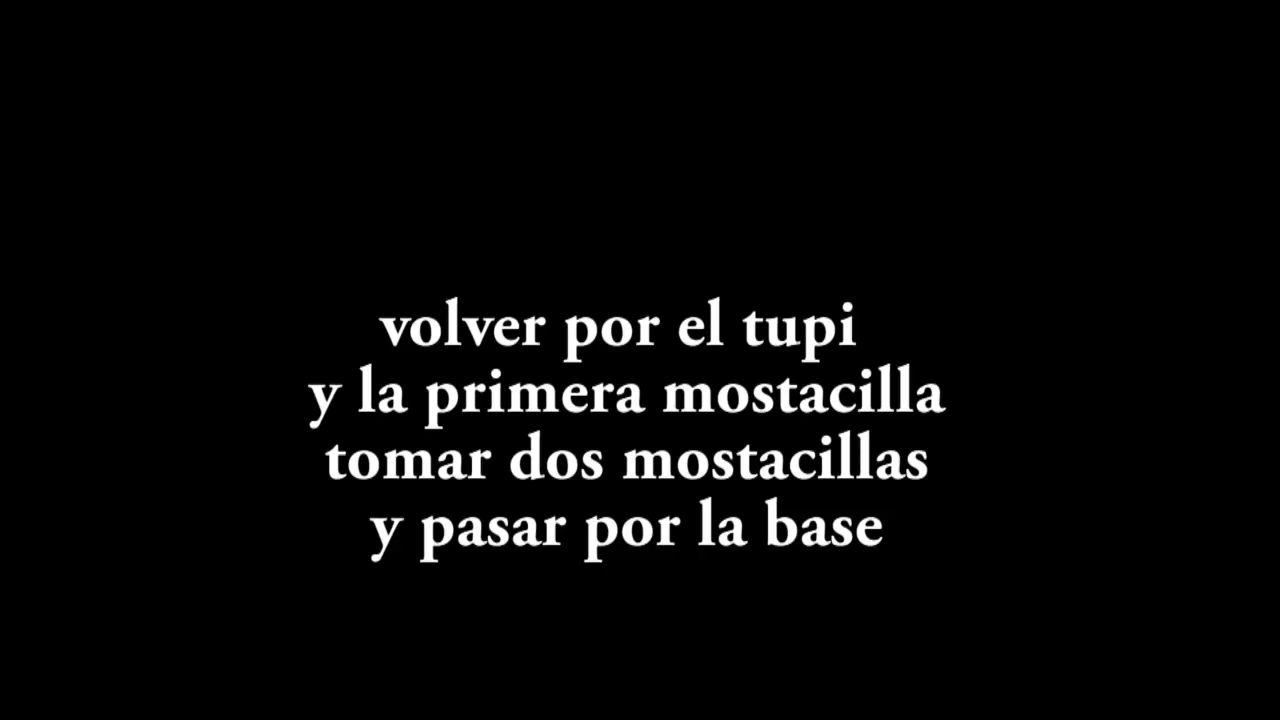 volver por el tupi
y la primera mostacilla
tomar dos mostacillas
y pasar por la base